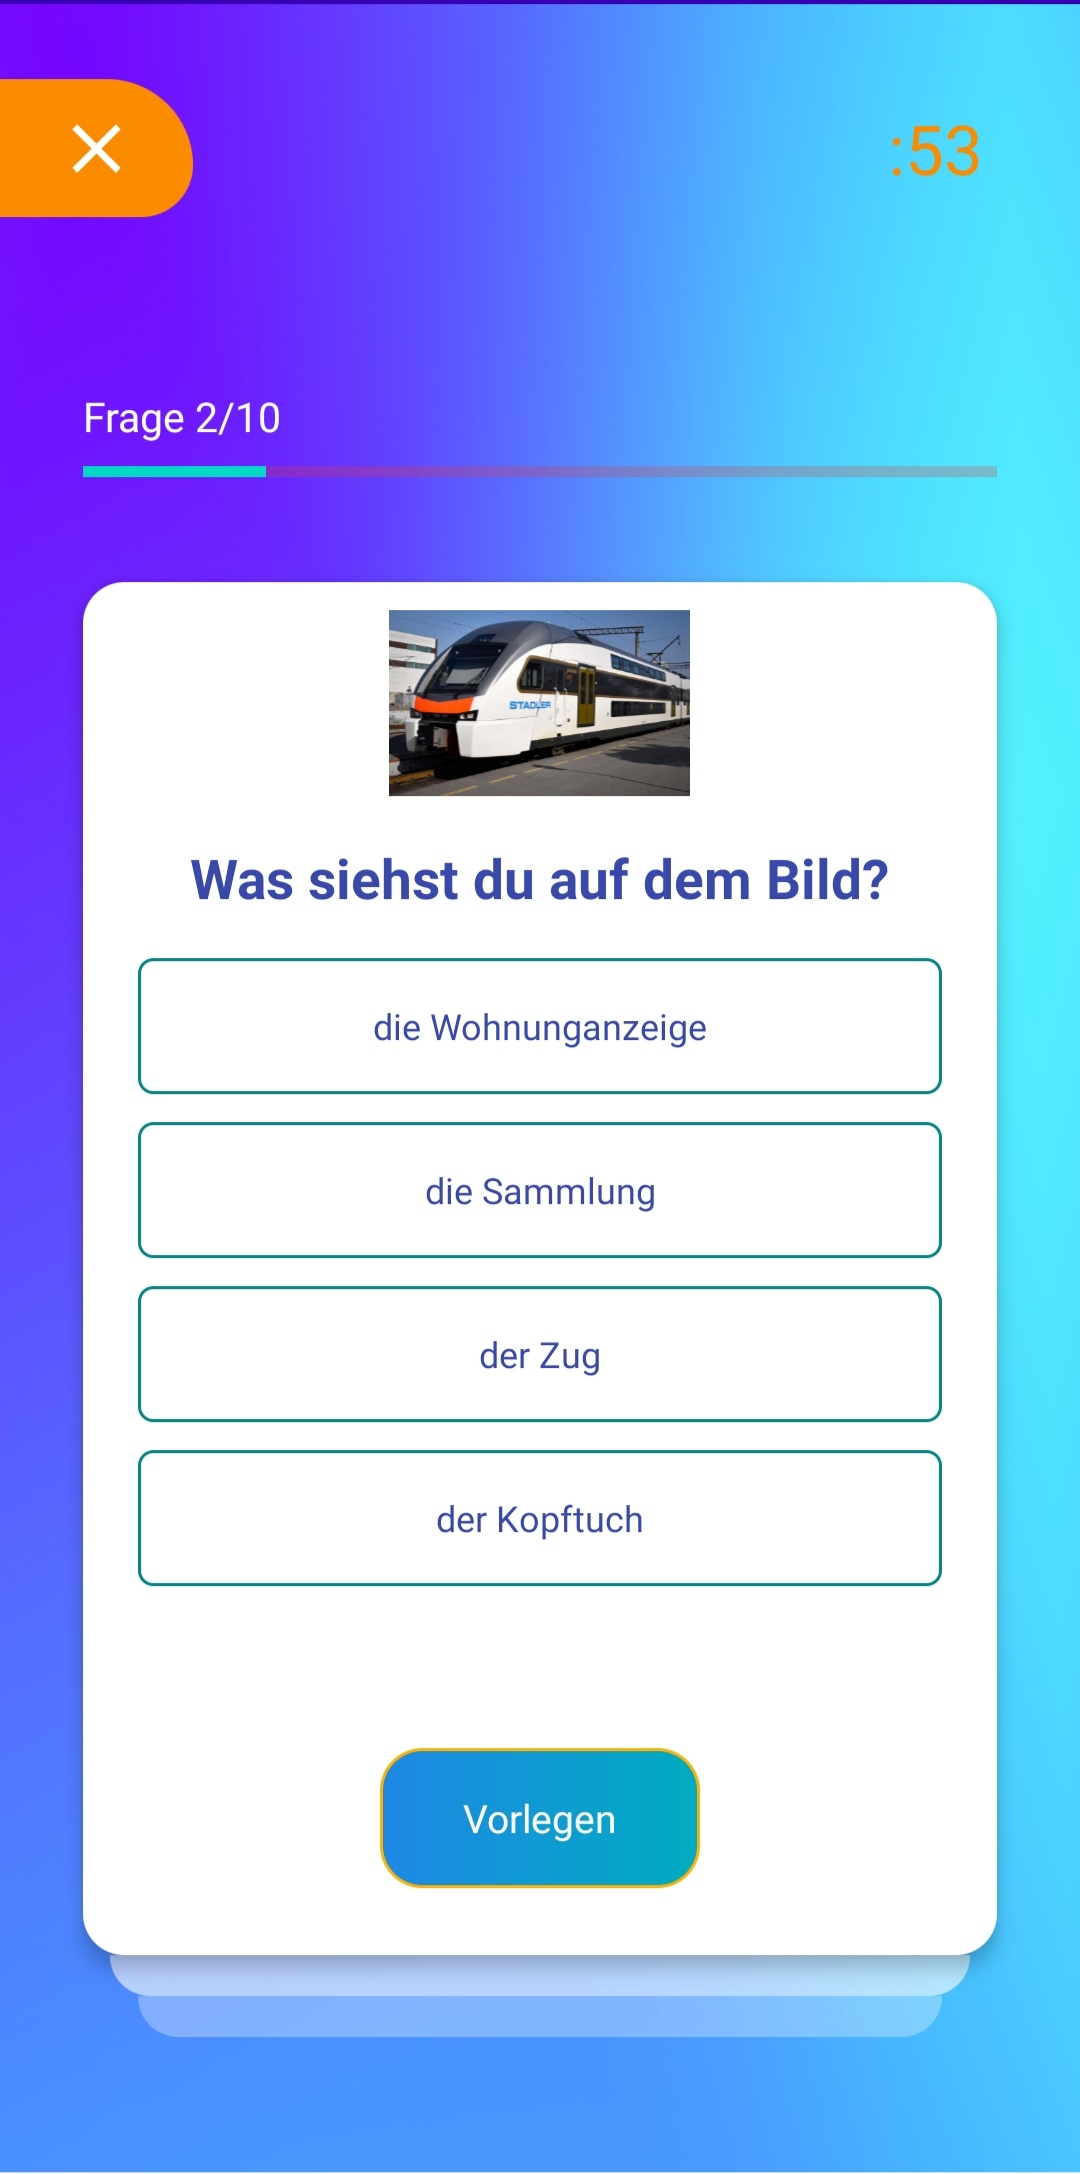 :53
Frage 2/10
STADLER
Was siehst du auf dem Bild?
die Wohnunganzeige
die Sammlung
der Zug
der Kopftuch
Vorlegen